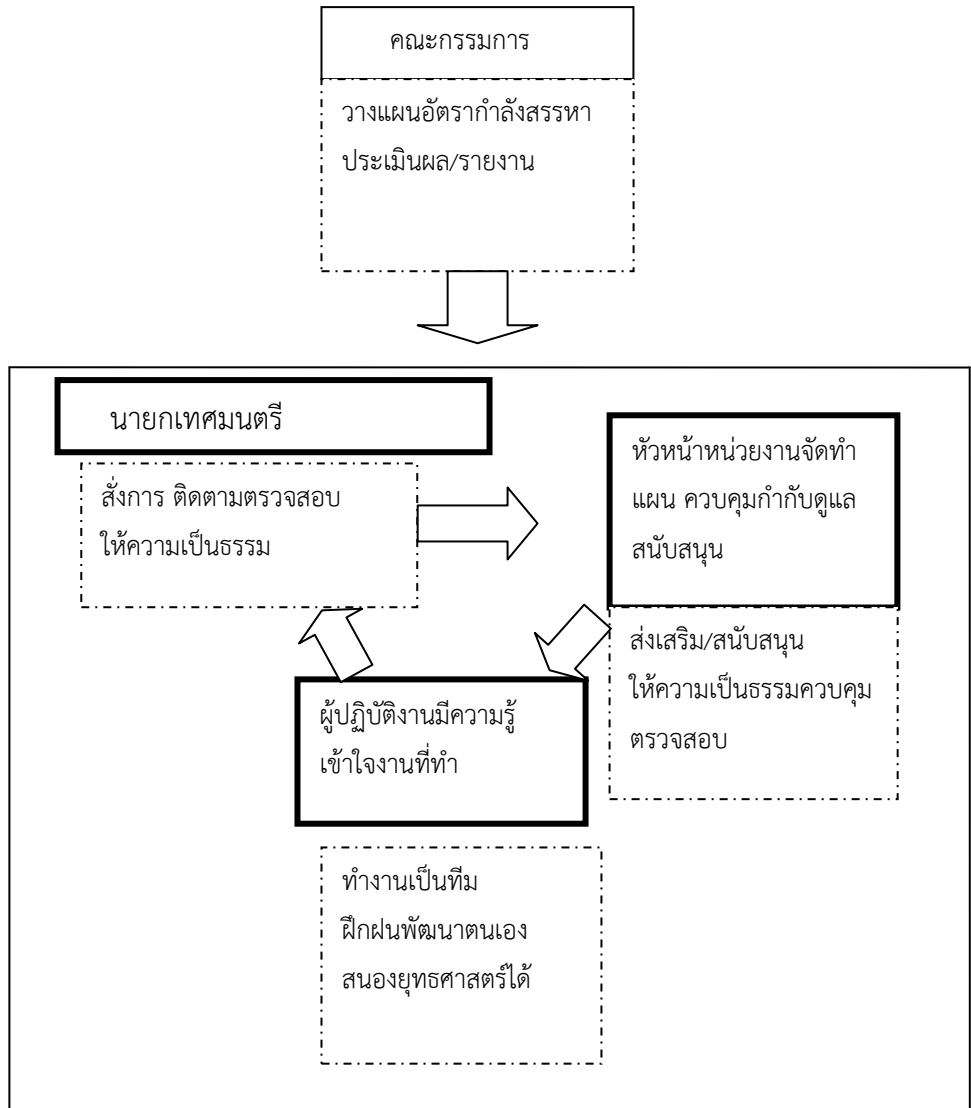 คณะกรรมการ
วางแผนอัตรากำลังสรรหา
ประเมินผล/รายงาน
นายกเทศมนตรี
สั่งการ ติดตามตรวจสอบ
ให้ความเป็นธรรม
หัวหน้าหน่วยงานจัดทำ
แผน ควบคุมกำกับดูแล
สนับสนุน
ส่งเสริม/สนับสนุน
ให้ความเป็นธรรมควบคุม
ตรวจสอบ
ผู้ปฏิบัติงานมีความรู้
เข้าใจงานที่ทำ
ทำงานเป็นทีม
ฝึกฝนพัฒนาตนเอง
สนองยุทธศาสตร์ได้